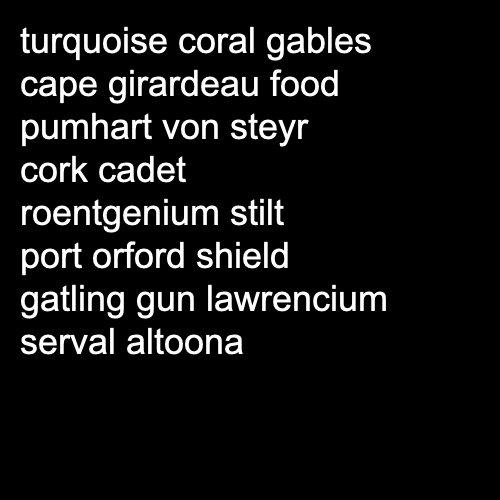 turquoise coral gables
cape girardeau food
pumhart von steyr
cork cadet
roentgenium stilt
port orford shield
gatling gun lawrencium
serval altoona